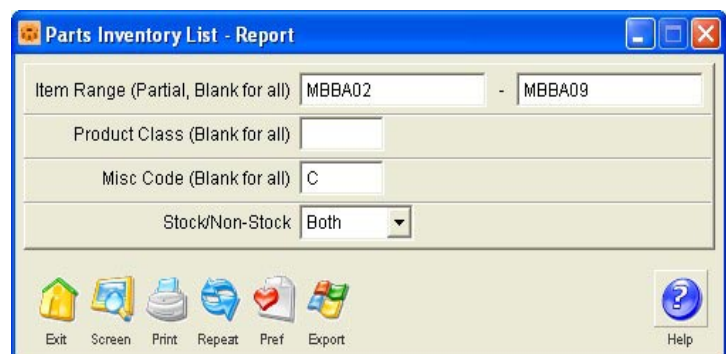 Parts Inventory List - Report
Item Range (Partial, Blank for all) MBBA02 - MBBA09
Product Class (Blank for all)
Misc Code (Blank for all) C
Stock/Non-Stock Both
Exit Screen Print Repeat Pref Export Help